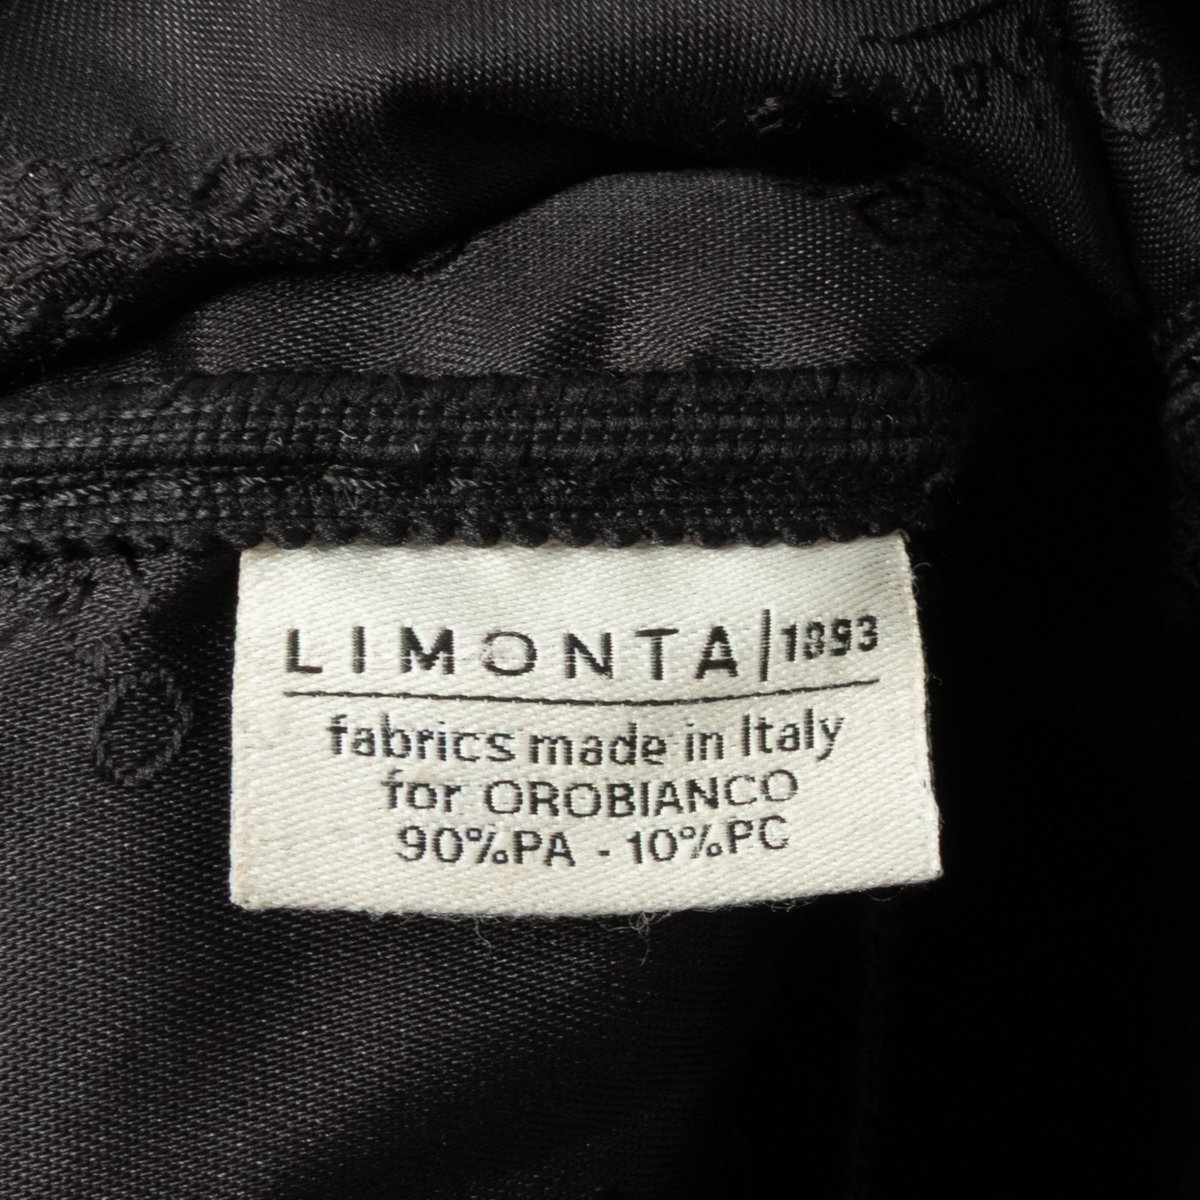 LIMONTA|1893
fabrics made in Italy
for OROBIANCO
90%PA - 10%PC